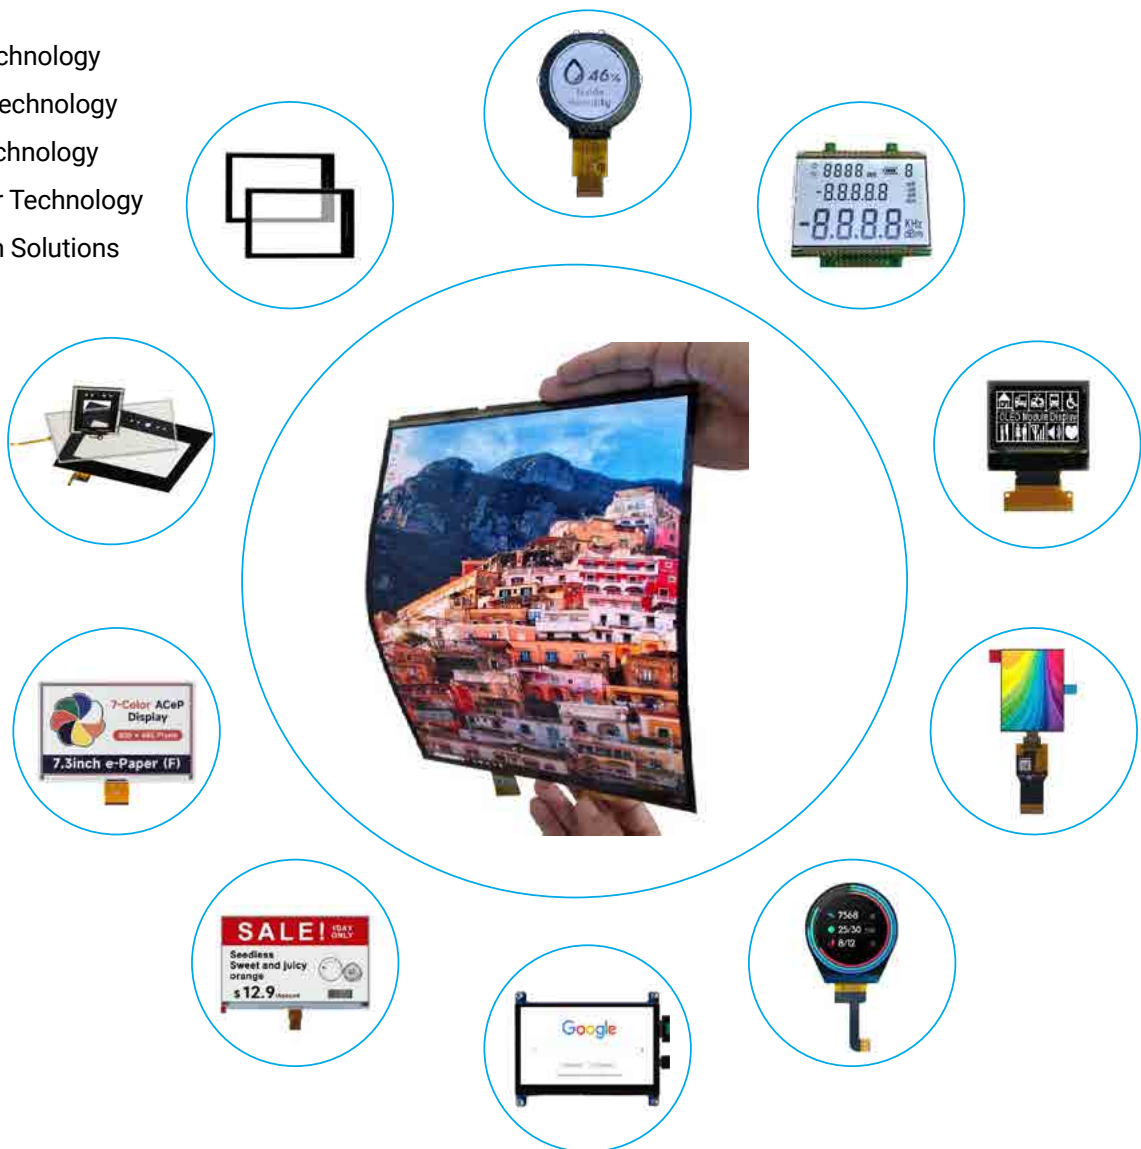 chnology
echnology
chnology
r Technology
n Solutions
46%
8888
8
-8.8.8.8.8
-8.8.8.8
KHz
dBm
OLED Module Display
7-Color ACeP
Display
7.3inch e-Paper (F)
SALE!
1DAY
ONLY
Seedless
Sweet and juicy
orange
$ 12.9
7568
25/30
8/12
Google